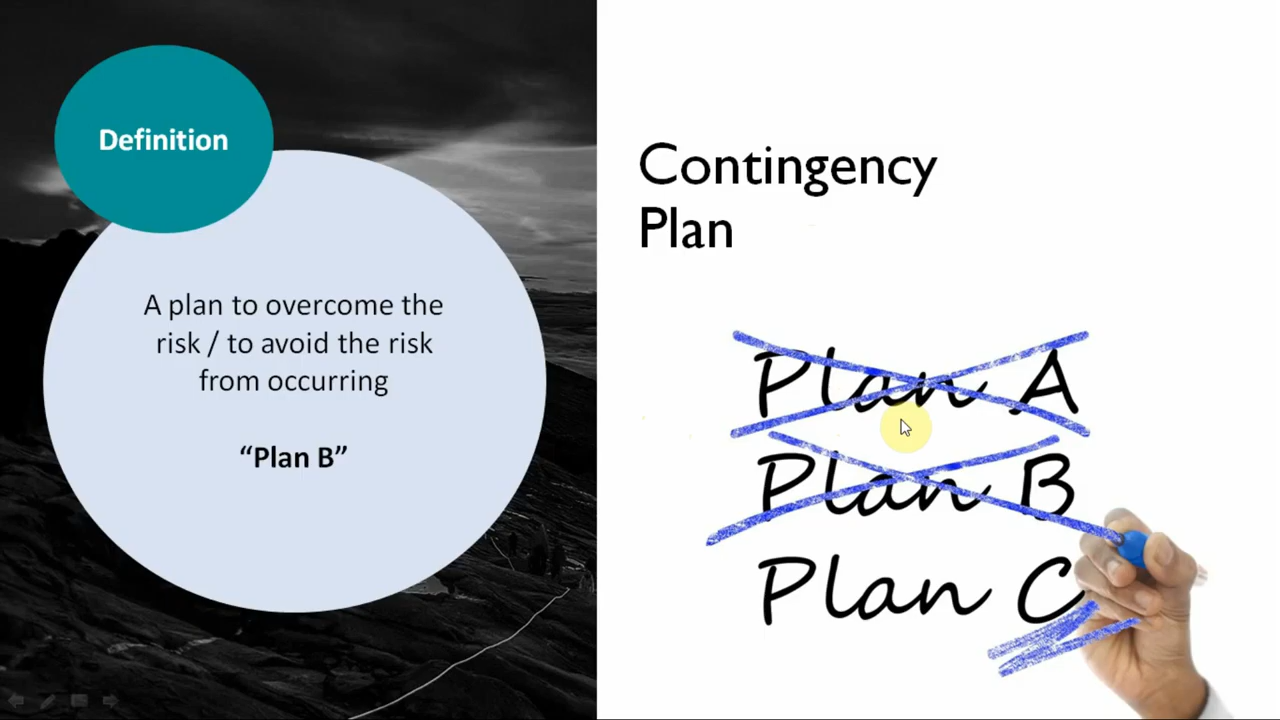 Definition
A plan to overcome the
risk / to avoid the risk
from occurring
“Plan B”
Contingency
Plan
Plan A
Plan B
Plan C